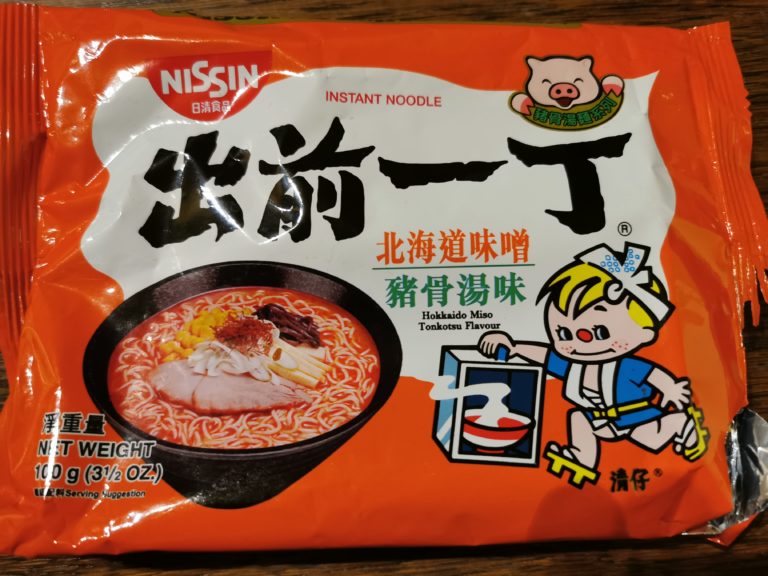 NISSIN
日清食品
INSTANT NOODLE
豬骨湯麵系列
出前一丁®
北海道味噌
豬骨湯味
Hokkaido Miso
Tonkotsu Flavour
淨重量
NET WEIGHT
100 g (3½ OZ.)
Serving Suggestion
清仔®